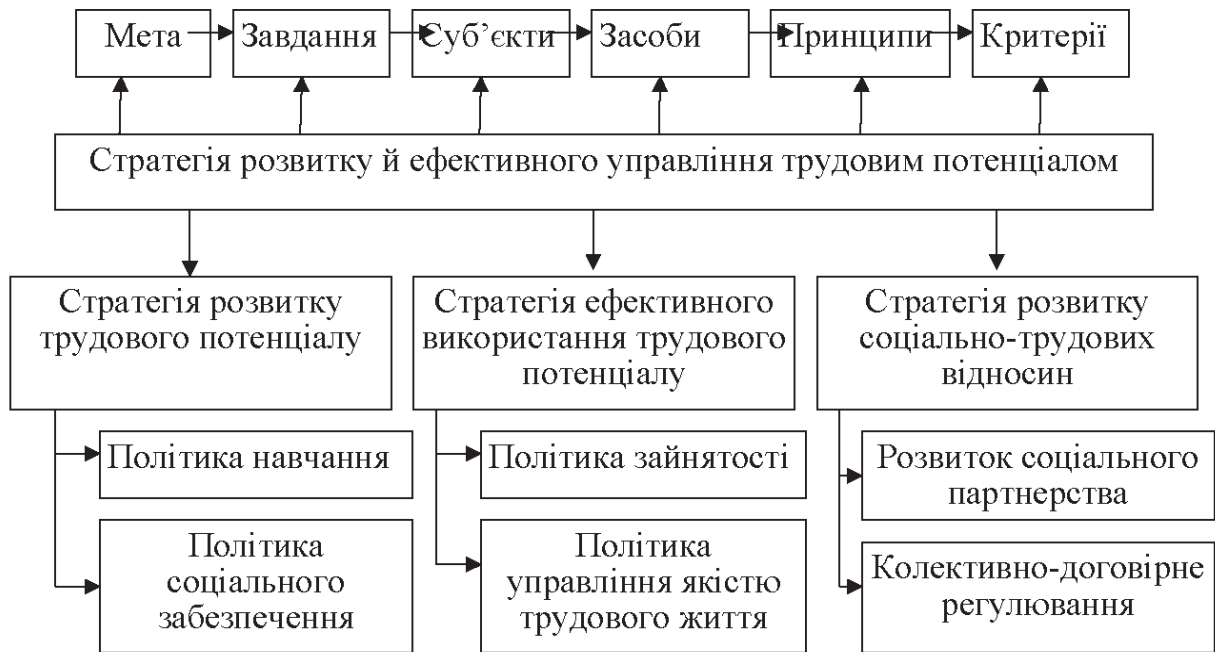 Мета Завдання Суб’єкти Засоби Принципи Критерії
Стратегія розвитку й ефективного управління трудовим потенціалом
Стратегія розвитку
трудового потенціалу
Стратегія ефективного
використання трудового
потенціалу
Стратегія розвитку
соціально-трудових
відносин
Політика навчання
Політика зайнятості
Розвиток соціального
партнерства
Політика
соціального
забезпечення
Політика
управління якістю
трудового життя
Колективно-договірне
регулювання